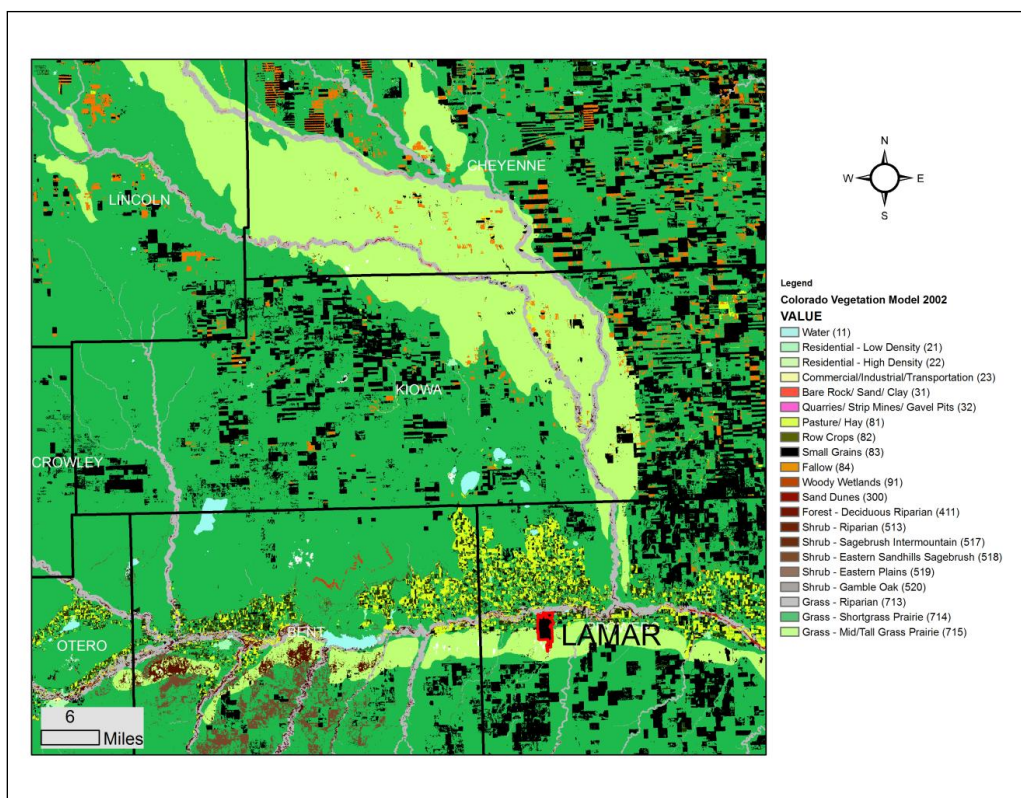 CHEYENNE
LINCOLN
KIOWA
CROWLEY
BENT
OTERO
LAMAR
6
Miles
N
W
E
S
Legend
Colorado Vegetation Model 2002
VALUE
Water (11)
Residential - Low Density (21)
Residential - High Density (22)
Commercial/Industrial/Transportation (23)
Bare Rock/ Sand/ Clay (31)
Quarries/ Strip Mines/ Gavel Pits (32)
Pasture/ Hay (81)
Row Crops (82)
Small Grains (83)
Fallow (84)
Woody Wetlands (91)
Sand Dunes (300)
Forest - Deciduous Riparian (411)
Shrub - Riparian (513)
Shrub - Sagebrush Intermountain (517)
Shrub - Eastern Sandhills Sagebrush (518)
Shrub - Eastern Plains (519)
Shrub - Gamble Oak (520)
Grass - Riparian (713)
Grass - Shortgrass Prairie (714)
Grass - Mid/Tall Grass Prairie (715)